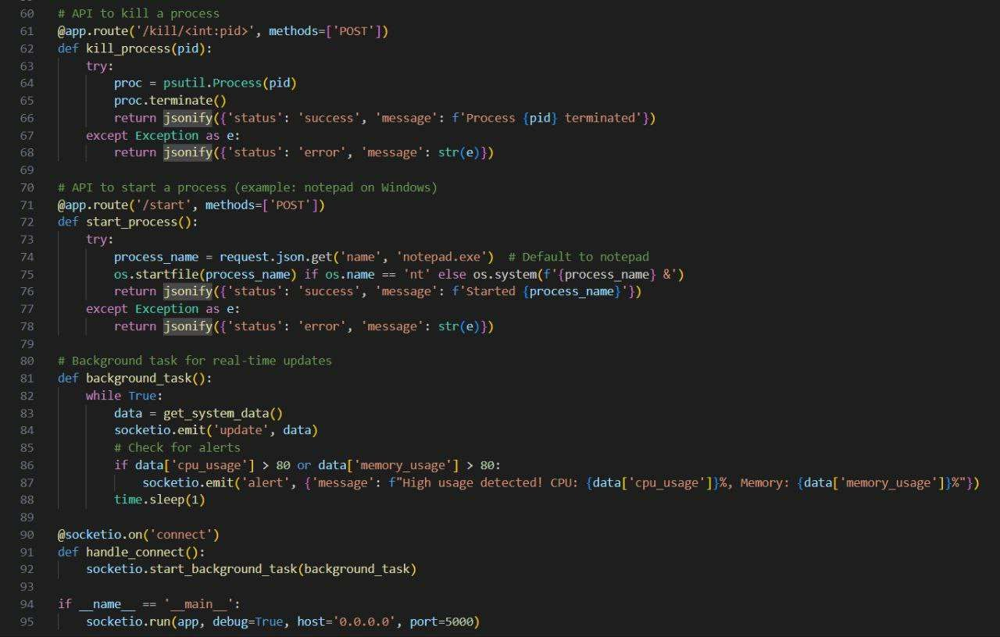 60 # API to kill a process
61 @app.route('/kill/<int:pid>', methods=['POST'])
62 def kill_process(pid):
63     try:
64         proc = psutil.Process(pid)
65         proc.terminate()
66         return jsonify({'status': 'success', 'message': f'Process {pid} terminated'})
67     except Exception as e:
68         return jsonify({'status': 'error', 'message': str(e)})
69
70 # API to start a process (example: notepad on Windows)
71 @app.route('/start', methods=['POST'])
72 def start_process():
73     try:
74         process_name = request.json.get('name', 'notepad.exe')  # Default to notepad
75         os.startfile(process_name) if os.name == 'nt' else os.system(f'{process_name} &')
76         return jsonify({'status': 'success', 'message': f'Started {process_name}'})
77     except Exception as e:
78         return jsonify({'status': 'error', 'message': str(e)})
79
80 # Background task for real-time updates
81 def background_task():
82     while True:
83         data = get_system_data()
84         socketio.emit('update', data)
85         # Check for alerts
86         if data['cpu_usage'] > 80 or data['memory_usage'] > 80:
87             socketio.emit('alert', {'message': f"High usage detected! CPU: {data['cpu_usage']}%, Memory: {data['memory_usage']}%"})
88         time.sleep(1)
89
90 @socketio.on('connect')
91 def handle_connect():
92     socketio.start_background_task(background_task)
93
94 if __name__ == '__main__':
95     socketio.run(app, debug=True, host='0.0.0.0', port=5000)